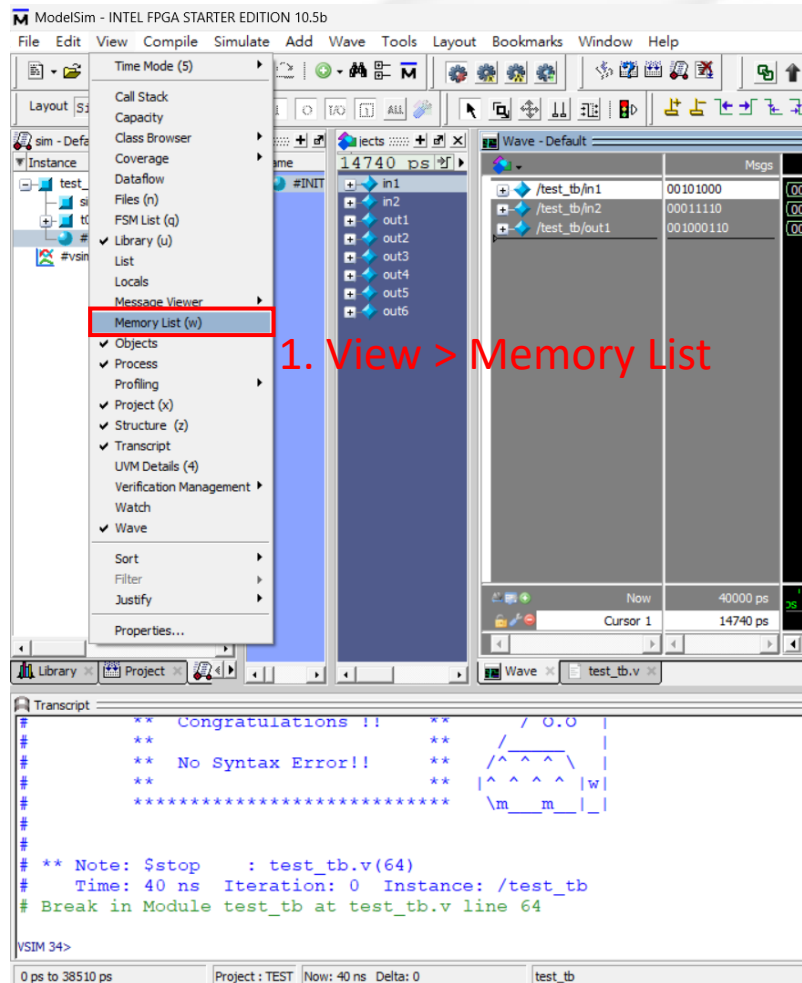 ModelSim - INTEL FPGA STARTER EDITION 10.5b
File Edit View Compile Simulate Add Wave Tools Layout Bookmarks Window Help
Layout
Time Mode (5)
Call Stack
Capacity
Class Browser
Coverage
Dataflow
Files (n)
FSM List (q)
Library (u)
List
Locals
Message Viewer
Memory List (w)
Objects
Process
Profiling
Project (x)
Structure (z)
Transcript
UVM Details (4)
Verification Management
Watch
Wave
Sort
Filter
Justify
Properties...
sim - Defa
Instance
test_
#vsim
#INIT
jects
14740 ps
in1
in2
out1
out2
out3
out4
out5
out6
Wave - Default
Msgs
/test_tb/in1 00101000
/test_tb/in2 00011110
/test_tb/out1 001000110
1. View > Memory List
Now 40000 ps
Cursor 1 14740 ps
Library Project
Wave test_tb.v
Transcript
# ** Congratulations !! ** / O.O |
# ** ** /_____ |
# ** No Syntax Error!! ** /^ ^ ^ \ |
# ** ** |^ ^ ^ ^ |w|
# *************************** \m___m__|_|
#
#
# ** Note: $stop : test_tb.v(64)
# Time: 40 ns Iteration: 0 Instance: /test_tb
# Break in Module test_tb at test_tb.v line 64
VSIM 34>
0 ps to 38510 ps Project : TEST Now: 40 ns Delta: 0 test_tb